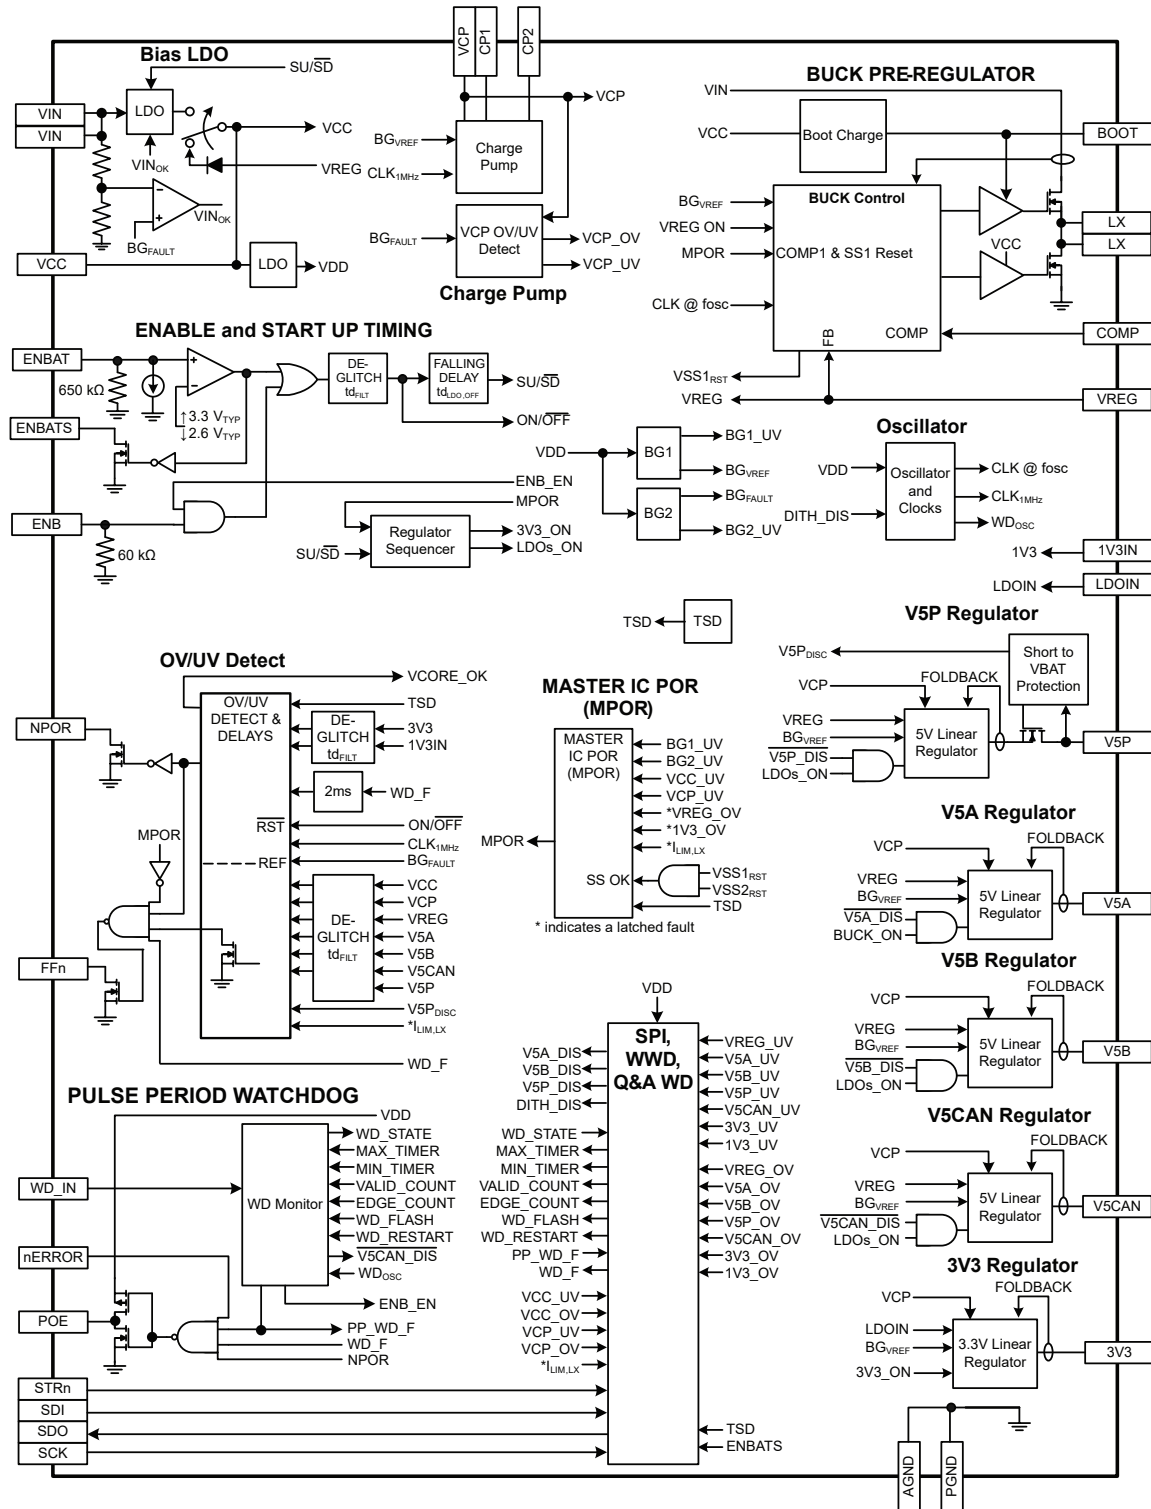 VCP
CP1
CP2
Bias LDO
SU/SD
VIN
VIN
LDO
VIN_OK
VCC
VREG
VIN_OK
BG_FAULT
VCC
LDO
VDD
VCP
BG_VREF
CLK_1MHz
Charge
Pump
BG_FAULT
VCP OV/UV
Detect
VCP_OV
VCP_UV
Charge Pump
BUCK PRE-REGULATOR
VIN
VCC
Boot Charge
BOOT
BUCK Control
BG_VREF
VREG ON
MPOR
COMP1 & SS1 Reset
CLK @ fosc
VCC
LX
LX
FB
COMP
COMP
VSS1_RST
VREG
VREG
ENABLE and START UP TIMING
ENBAT
650 kΩ
↑3.3 V_TYP
↓2.6 V_TYP
ENBATS
DE-
GLITCH
td_FILT
FALLING
DELAY
td_LDO,OFF
SU/SD
ON/OFF
ENB
60 kΩ
ENB_EN
MPOR
SU/SD
Regulator
Sequencer
3V3_ON
LDOs_ON
VDD
BG1
BG1_UV
BG_VREF
BG2
BG_FAULT
BG2_UV
Oscillator
VDD
DITH_DIS
Oscillator
and
Clocks
CLK @ fosc
CLK_1MHz
WD_OSC
1V3
1V3IN
LDOIN
LDOIN
TSD
TSD
V5P Regulator
V5P_DISC
Short to
VBAT
Protection
VCP
FOLDBACK
VREG
BG_VREF
5V Linear
Regulator
V5P_DIS
LDOs_ON
V5P
OV/UV Detect
VCORE_OK
OV/UV
DETECT &
DELAYS
TSD
DE-
GLITCH
td_FILT
3V3
1V3IN
2ms
WD_F
NPOR
MPOR
RST
ON/OFF
CLK_1MHz
REF
BG_FAULT
DE-
GLITCH
td_FILT
VCC
VCP
VREG
V5A
V5B
V5CAN
V5P
V5P_DISC
*I_LIM,LX
FFn
WD_F
MASTER IC POR
(MPOR)
MASTER
IC POR
(MPOR)
BG1_UV
BG2_UV
VCC_UV
VCP_UV
*VREG_OV
*1V3_OV
*I_LIM,LX
MPOR
SS OK
VSS1_RST
VSS2_RST
TSD
* indicates a latched fault
V5A Regulator
VCP
FOLDBACK
VREG
BG_VREF
5V Linear
Regulator
V5A_DIS
BUCK_ON
V5A
V5B Regulator
VCP
FOLDBACK
VREG
BG_VREF
5V Linear
Regulator
V5B_DIS
LDOs_ON
V5B
V5CAN Regulator
VCP
FOLDBACK
VREG
BG_VREF
5V Linear
Regulator
V5CAN_DIS
LDOs_ON
V5CAN
3V3 Regulator
VCP
FOLDBACK
LDOIN
BG_VREF
3V3_ON
3.3V Linear
Regulator
3V3
AGND
PGND
VDD
SPI,
WWD,
Q&A WD
V5A_DIS
V5B_DIS
V5P_DIS
DITH_DIS
WD_STATE
MAX_TIMER
MIN_TIMER
VALID_COUNT
EDGE_COUNT
WD_FLASH
WD_RESTART
PP_WD_F
WD_F
VCC_UV
VCC_OV
VCP_UV
VCP_OV
*I_LIM,LX
VREG_UV
V5A_UV
V5B_UV
V5P_UV
V5CAN_UV
3V3_UV
1V3_UV
VREG_OV
V5A_OV
V5B_OV
V5P_OV
V5CAN_OV
3V3_OV
1V3_OV
TSD
ENBATS
PULSE PERIOD WATCHDOG
VDD
WD_IN
WD Monitor
WD_STATE
MAX_TIMER
MIN_TIMER
VALID_COUNT
EDGE_COUNT
WD_FLASH
WD_RESTART
V5CAN_DIS
WD_OSC
ENB_EN
nERROR
POE
PP_WD_F
WD_F
NPOR
STRn
SDI
SDO
SCK